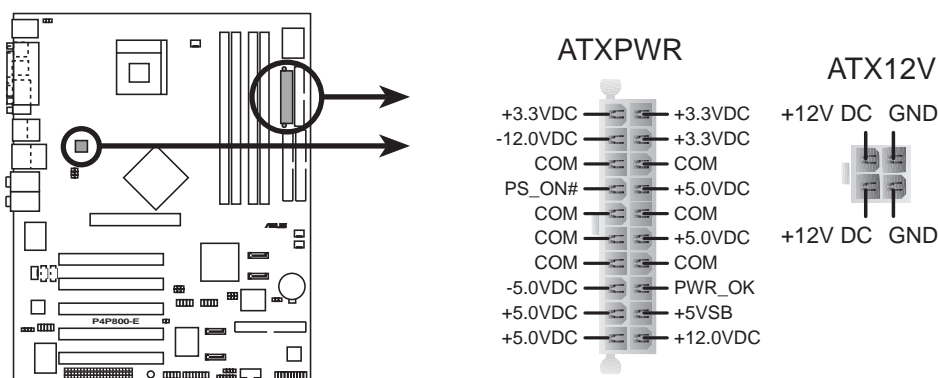 ATXPWR
+3.3VDC +3.3VDC
-12.0VDC +3.3VDC
COM COM
PS_ON# +5.0VDC
COM COM
COM +5.0VDC
COM COM
-5.0VDC PWR_OK
+5.0VDC +5VSB
+5.0VDC +12.0VDC
ATX12V
+12V DC GND
+12V DC GND
ASUS
P4P800-E